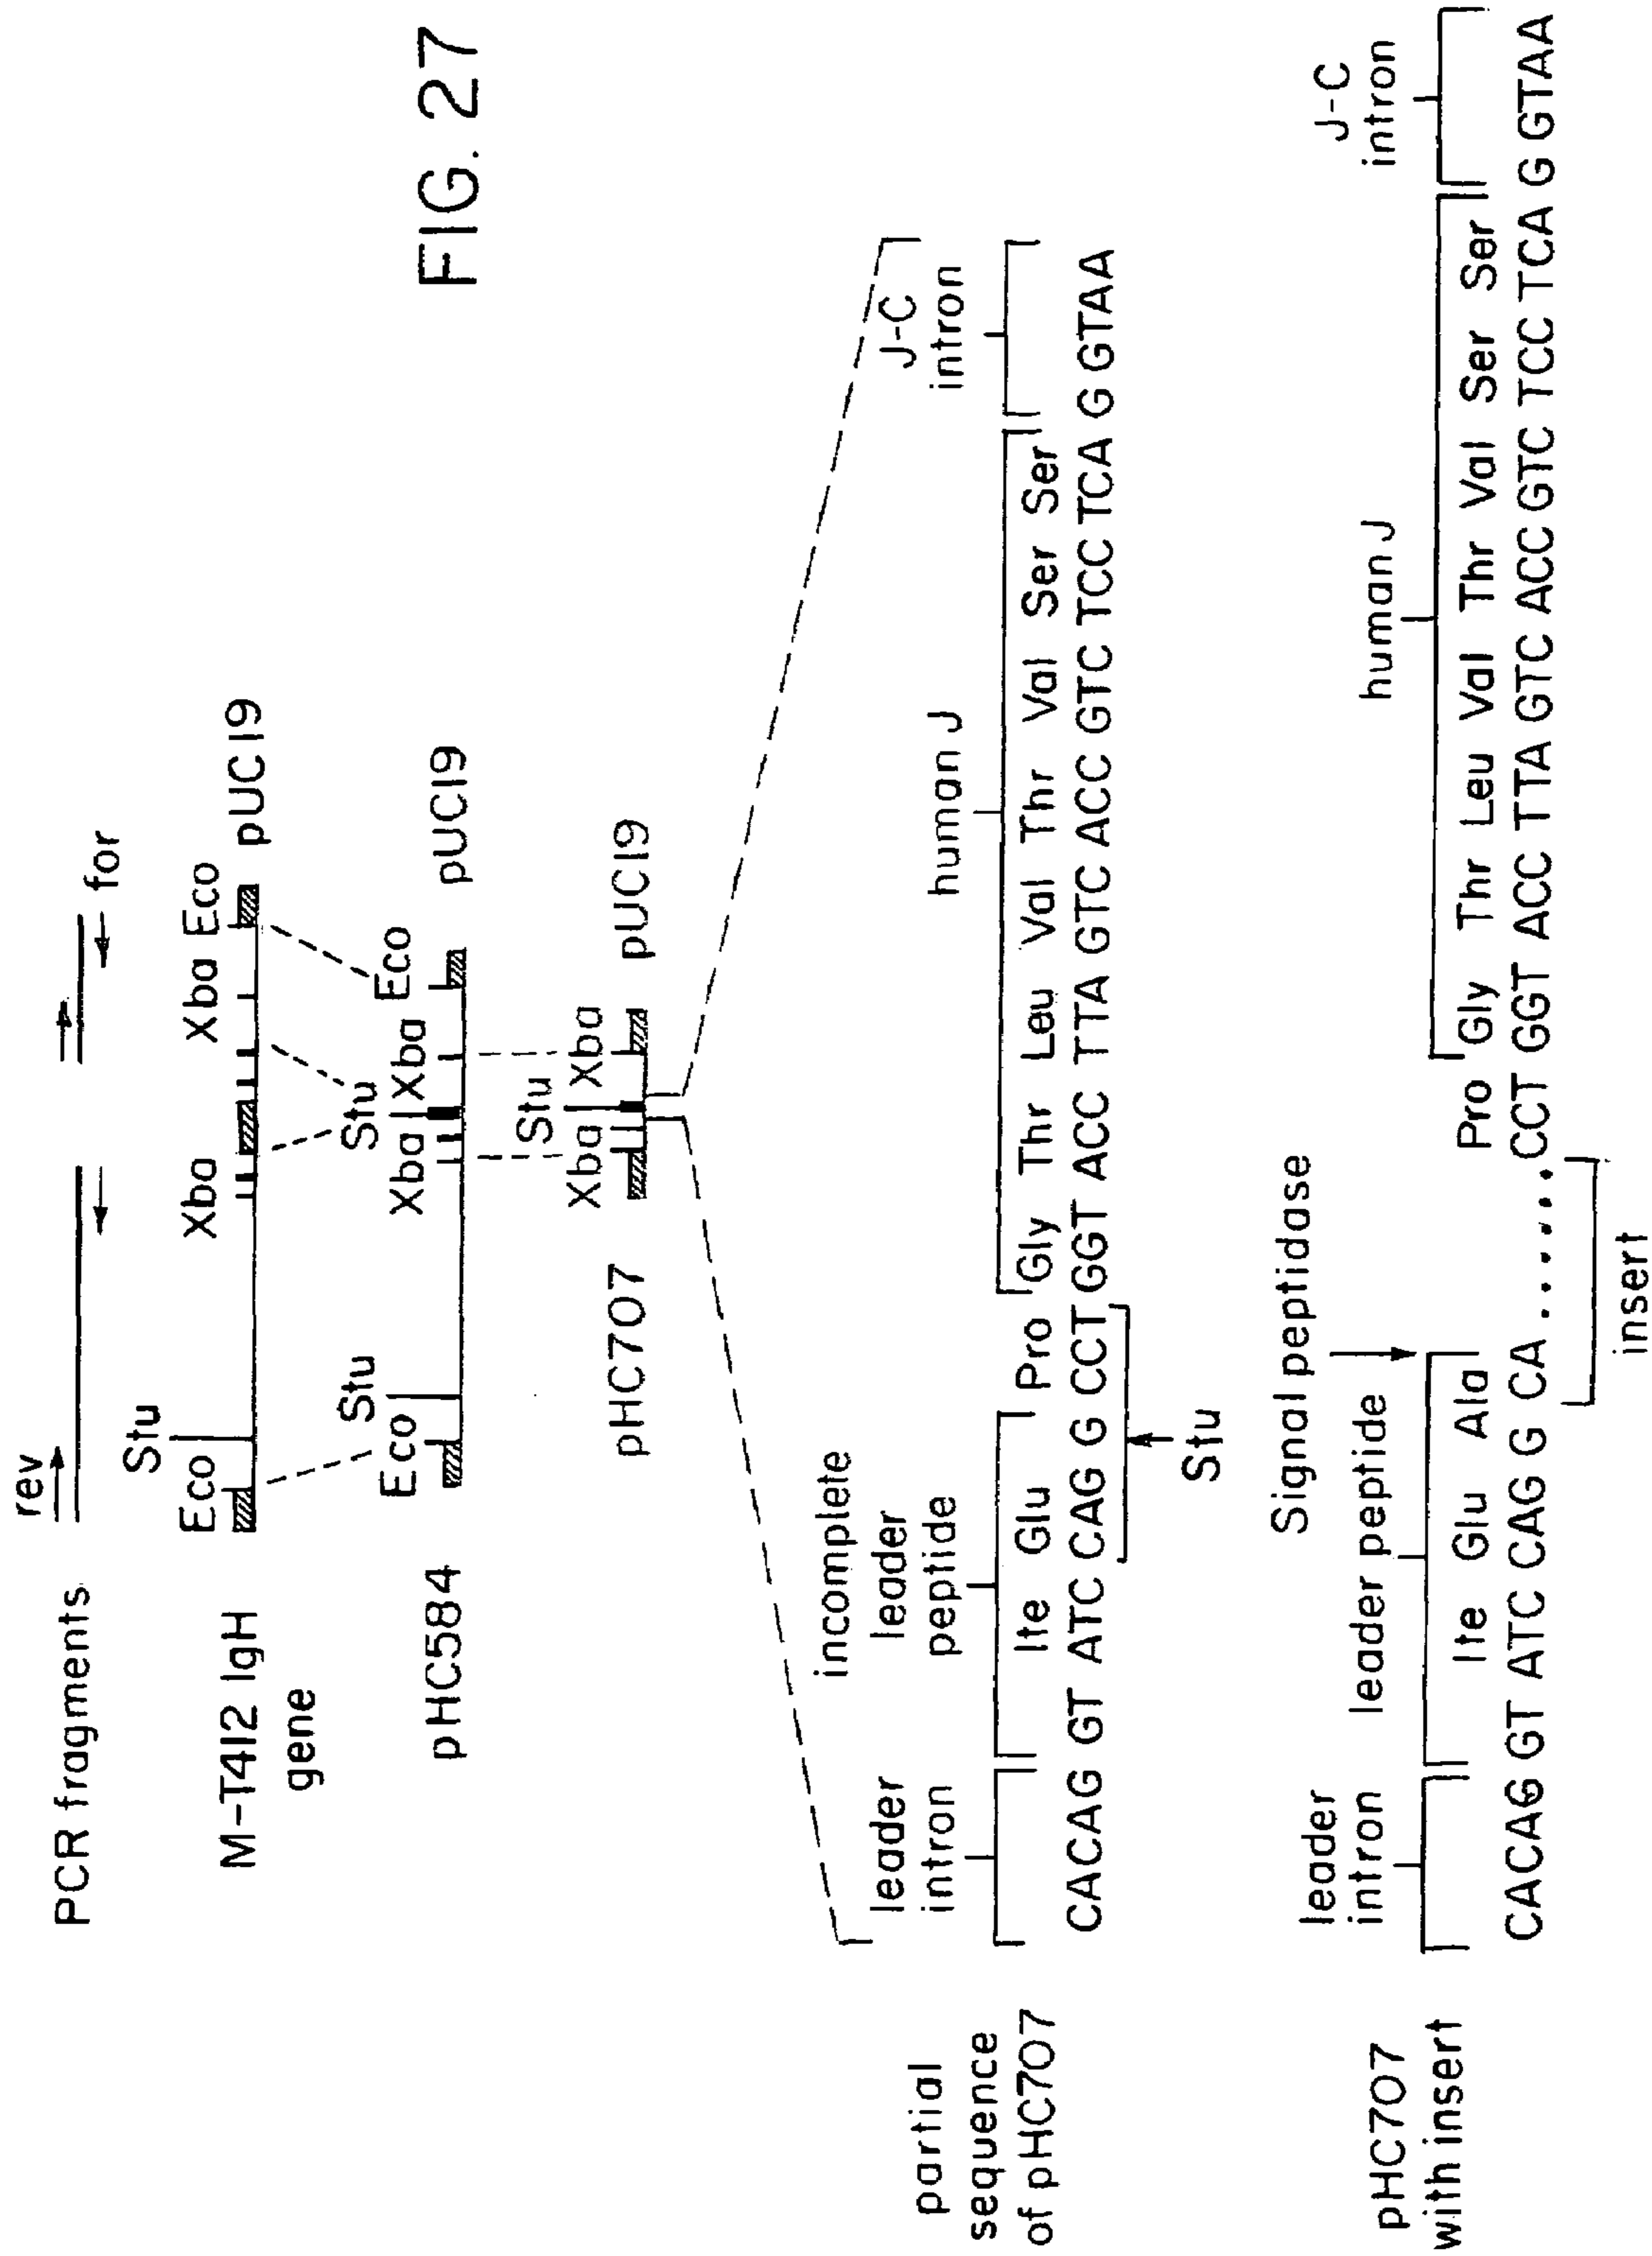 FIG. 27
PCR fragments
rev
for
M-T412 IgH
gene
Eco
Stu
Xba
Xba
Eco
pUC19
pHC584
Eco
Stu
Xba
Stu
Xba
Eco
pUC19
pHC707
Xba
Stu
Xba
pUC19
partial
sequence
of pHC707
leader
intron
incomplete
leader
peptide
human J
J-C
intron
Ite Glu Pro Gly Thr Leu Val Thr Val Ser Ser
CACAG GT ATC CAG G CCT GGT ACC TTA GTC ACC GTC TCC TCA G GTAA
Stu
pHC707
with insert
leader
intron
leader peptide
Signal peptidase
human J
J-C
intron
Ite Glu Ala Pro Gly Thr Leu Val Thr Val Ser Ser
CACAG GT ATC CAG G CA......CCT GGT ACC TTA GTC ACC GTC TCC TCA G GTAA
insert